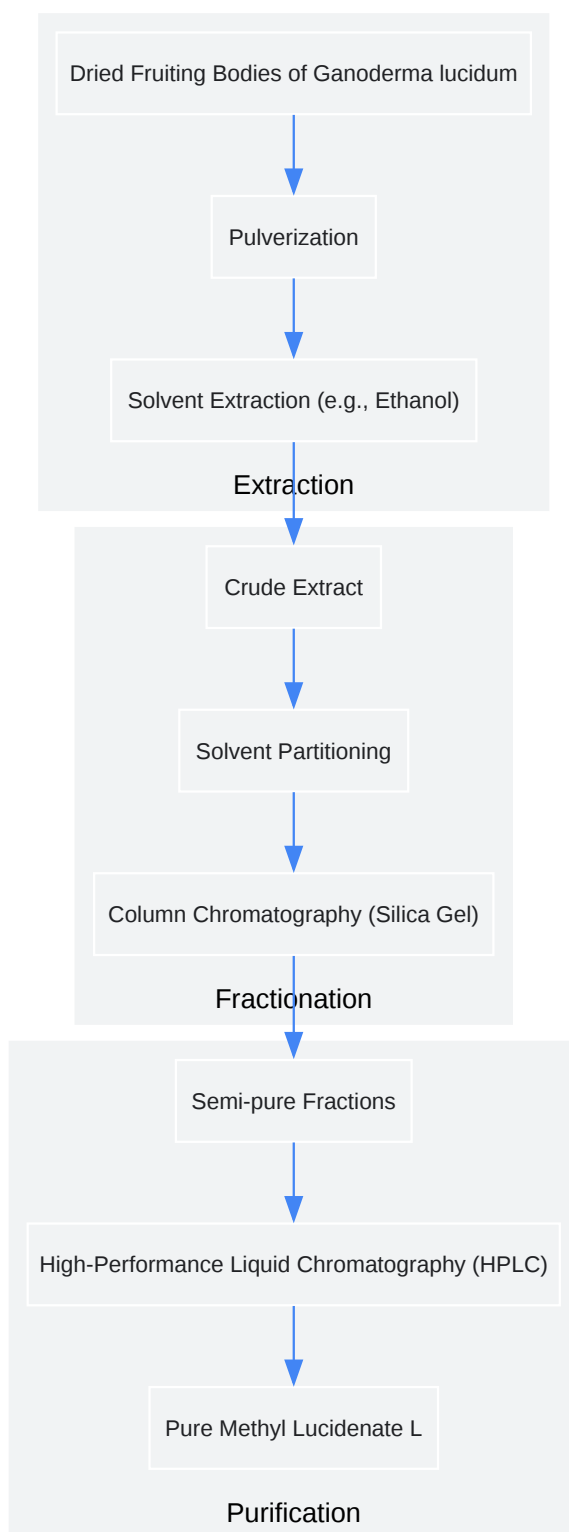 Dried Fruiting Bodies of Ganoderma lucidum
Pulverization
Solvent Extraction (e.g., Ethanol)
Extraction
Crude Extract
Solvent Partitioning
Column Chromatography (Silica Gel)
Fractionation
Semi-pure Fractions
High-Performance Liquid Chromatography (HPLC)
Pure Methyl Lucidenate L
Purification